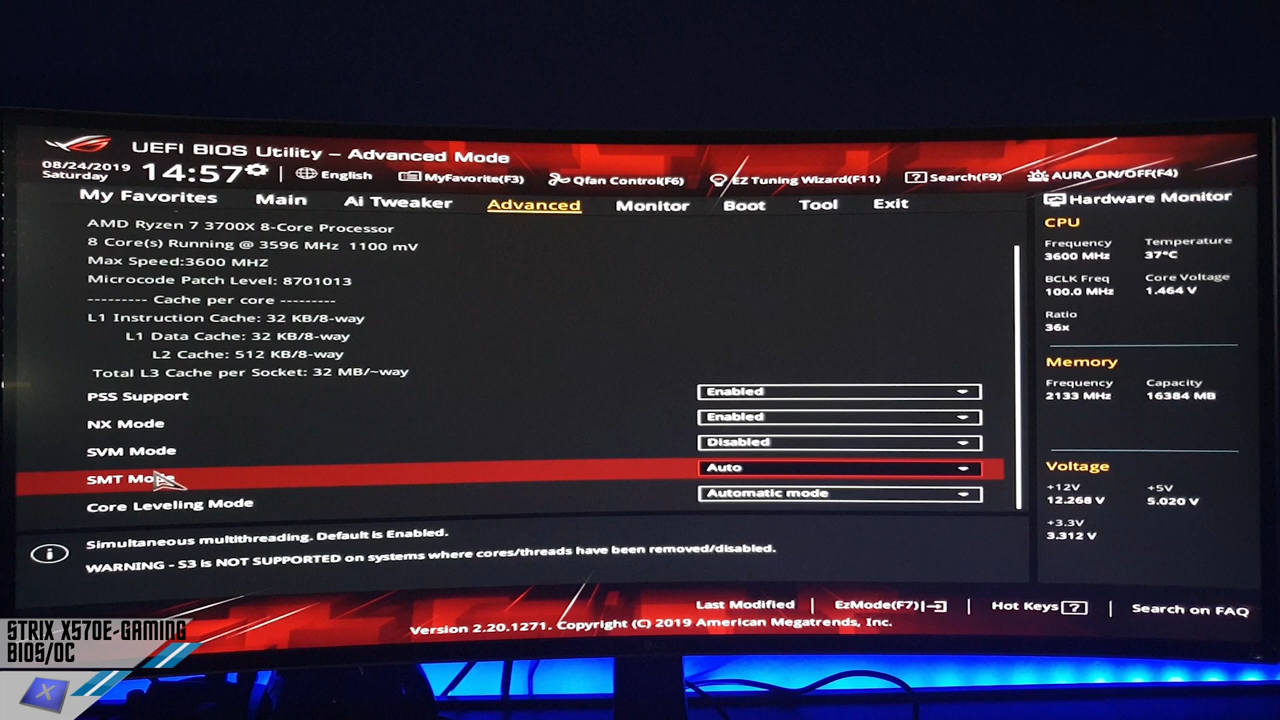 UEFI BIOS Utility – Advanced Mode
08/24/2019
Saturday
14:57
English
MyFavorite(F3)
Qfan Control(F6)
EZ Tuning Wizard(F11)
Search(F9)
AURA ON/OFF(F4)
My Favorites
Main
Ai Tweaker
Advanced
Monitor
Boot
Tool
Exit
AMD Ryzen 7 3700X 8-Core Processor
8 Core(s) Running @ 3596 MHz 1100 mV
Max Speed:3600 MHZ
Microcode Patch Level: 8701013
--------- Cache per core ---------
L1 Instruction Cache: 32 KB/8-way
L1 Data Cache: 32 KB/8-way
L2 Cache: 512 KB/8-way
Total L3 Cache per Socket: 32 MB/~way
PSS Support Enabled
NX Mode Enabled
SVM Mode Disabled
SMT Mode Auto
Core Leveling Mode Automatic mode
Simultaneous multithreading. Default is Enabled.
WARNING - S3 is NOT SUPPORTED on systems where cores/threads have been removed/disabled.
Hardware Monitor
CPU
Frequency Temperature
3600 MHz 37°C
BCLK Freq Core Voltage
100.0 MHz 1.464 V
Ratio
36x
Memory
Frequency Capacity
2133 MHz 16384 MB
Voltage
+12V +5V
12.268 V 5.020 V
+3.3V
3.312 V
Last Modified
EzMode(F7)
Hot Keys ?
Search on FAQ
Version 2.20.1271. Copyright (C) 2019 American Megatrends, Inc.
STRIX X570E-GAMING
BIOS/OC
X